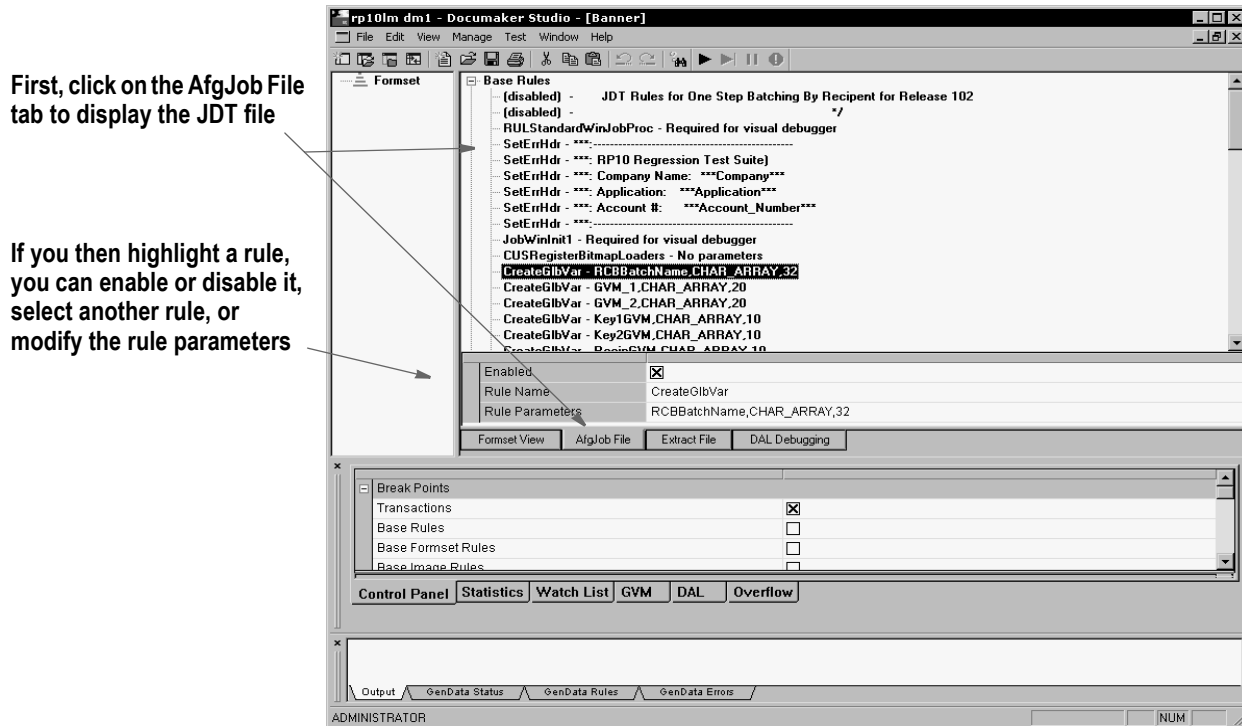 First, click on the AfgJob File
tab to display the JDT file
If you then highlight a rule,
you can enable or disable it,
select another rule, or
modify the rule parameters
rp10lm dm1 - Documaker Studio - [Banner]
File Edit View Manage Test Window Help
Formset
Base Rules
(disabled) - JDT Rules for One Step Batching By Recipent for Release 102
(disabled) - */
RULStandardWinJobProc - Required for visual debugger
SetErrHdr - ***:--------------------------------------------
SetErrHdr - ***: RP10 Regression Test Suite)
SetErrHdr - ***: Company Name: ***Company***
SetErrHdr - ***: Application: ***Application***
SetErrHdr - ***: Account #: ***Account_Number***
SetErrHdr - ***:--------------------------------------------
JobWinInit1 - Required for visual debugger
CUSRegisterBitmapLoaders - No parameters
CreateGlbVar - RCBBatchName,CHAR_ARRAY,32
CreateGlbVar - GVM_1,CHAR_ARRAY,20
CreateGlbVar - GVM_2,CHAR_ARRAY,20
CreateGlbVar - Key1GVM,CHAR_ARRAY,10
CreateGlbVar - Key2GVM,CHAR_ARRAY,10
CreateGlbVar - RecipGVM,CHAR_ARRAY,10
Enabled
Rule Name CreateGlbVar
Rule Parameters RCBBatchName,CHAR_ARRAY,32
Formset View AfgJob File Extract File DAL Debugging
Break Points
Transactions
Base Rules
Base Formset Rules
Base Image Rules
Control Panel Statistics Watch List GVM DAL Overflow
Output GenData Status GenData Rules GenData Errors
ADMINISTRATOR NUM